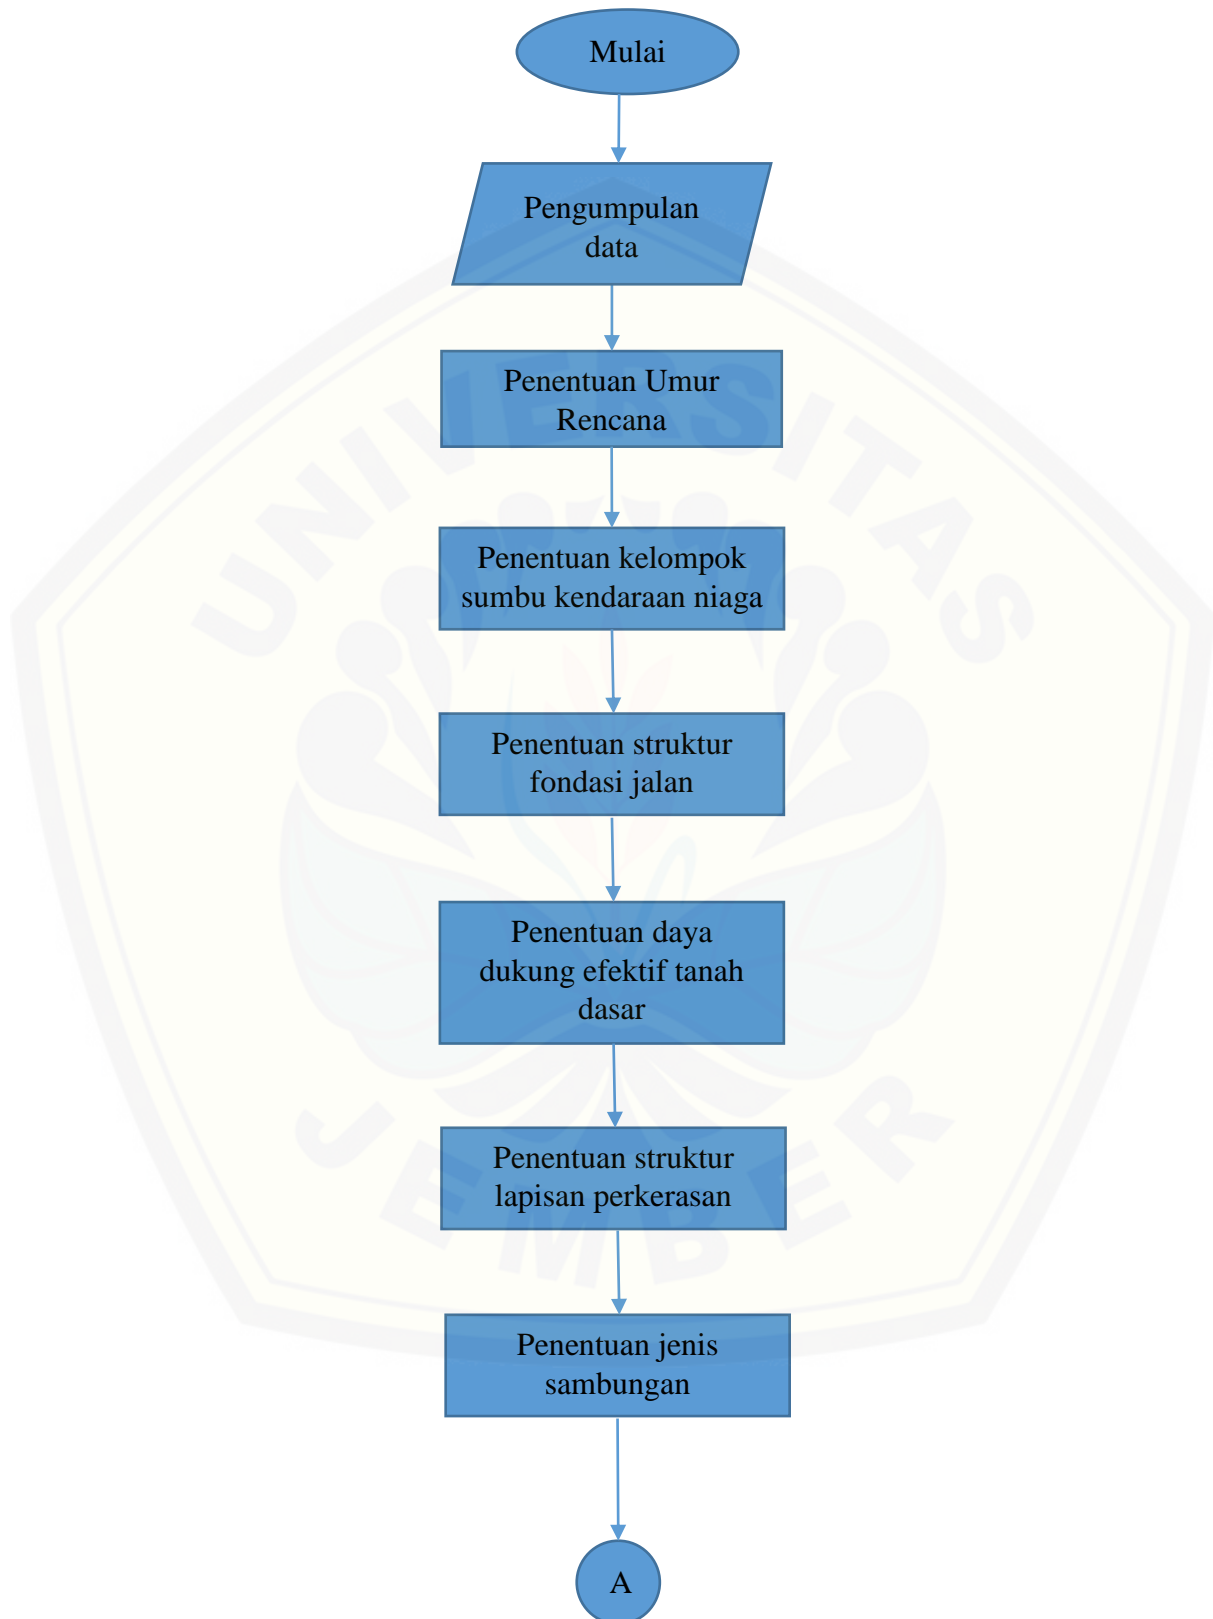 Mulai
Pengumpulan
data
Penentuan Umur
Rencana
Penentuan kelompok
sumbu kendaraan niaga
Penentuan struktur
fondasi jalan
Penentuan daya
dukung efektif tanah
dasar
Penentuan struktur
lapisan perkerasan
Penentuan jenis
sambungan
A
UNIVERSITAS
JEMBER